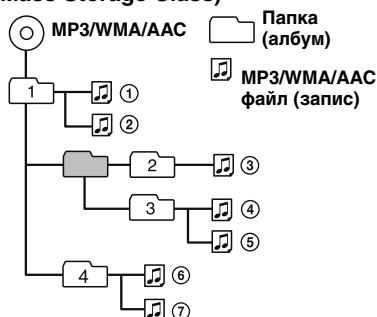 Mass Storage Class)
MP3/WMA/AAC
Папка
(албум)
MP3/WMA/AAC
файл (запис)
1
①
②
2
③
3
④
⑤
4
⑥
⑦